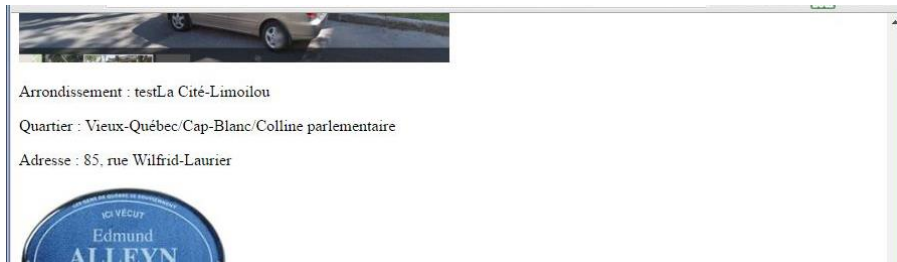 Arrondissement : testLa Cité-Limoilou
Quartier : Vieux-Québec/Cap-Blanc/Colline parlementaire
Adresse : 85, rue Wilfrid-Laurier
ICI VÉCUT
Edmund
ALLEYN